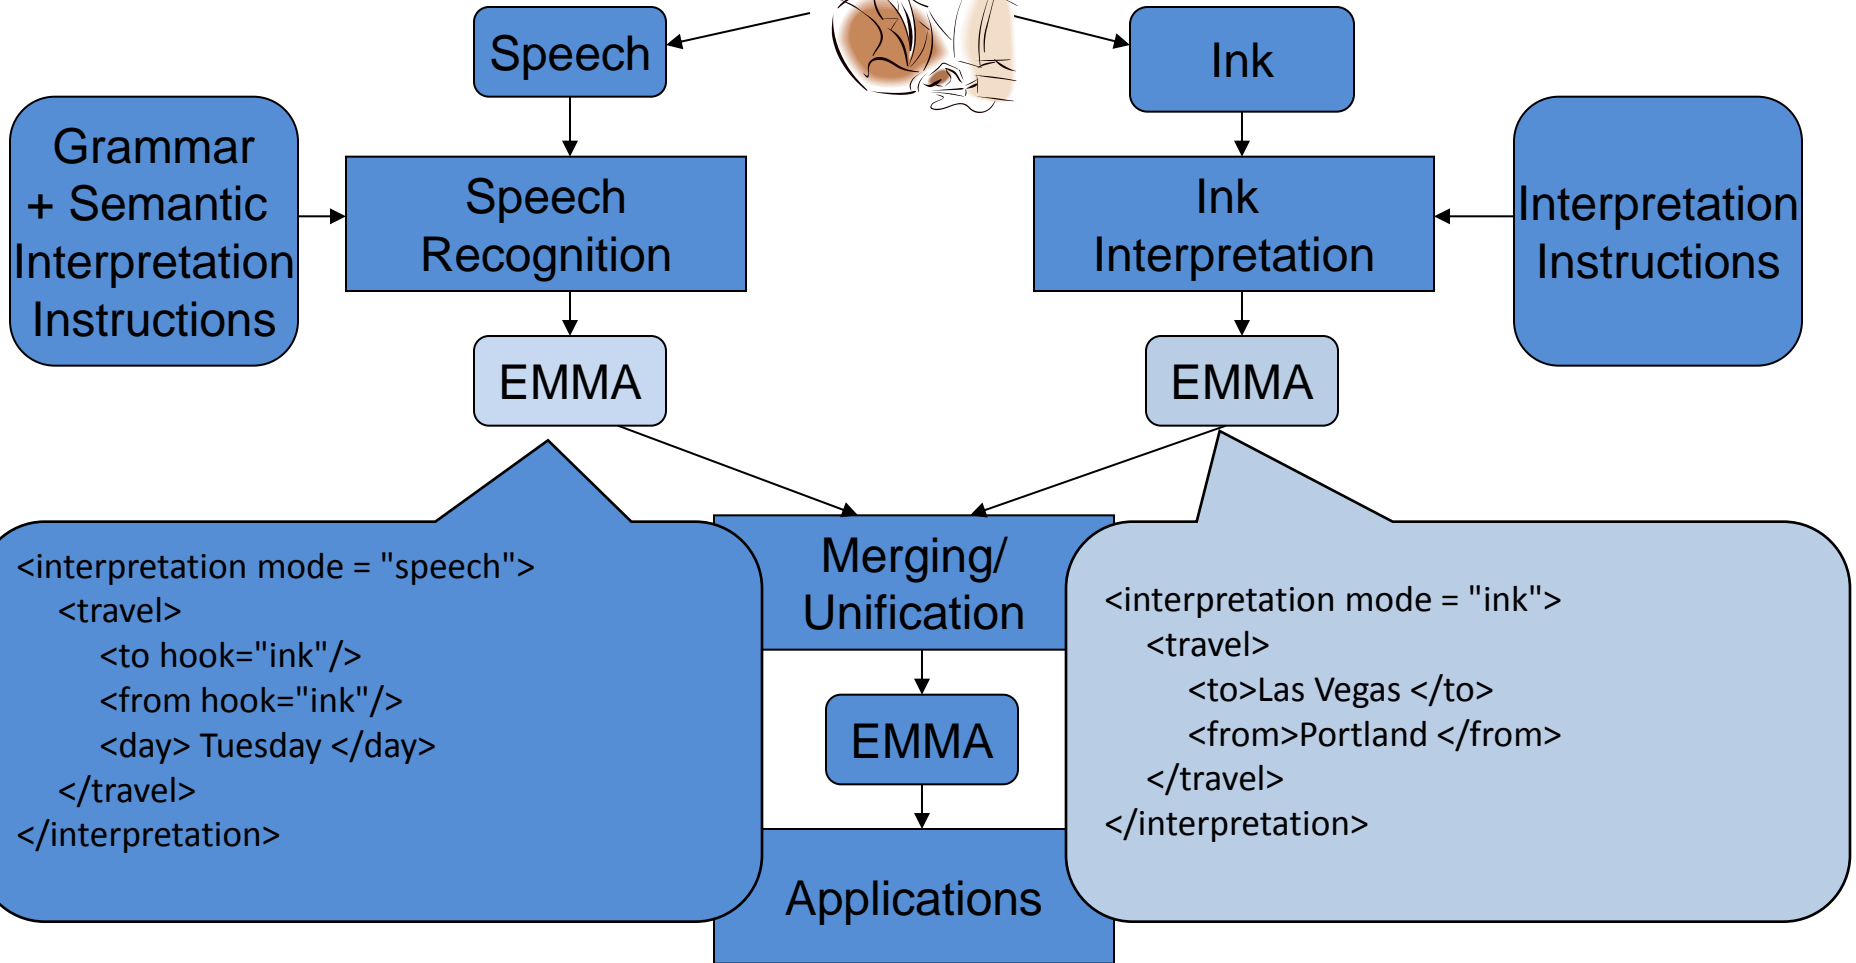 Speech
Ink
Grammar
+ Semantic
Interpretation
Instructions
Speech
Recognition
Ink
Interpretation
Interpretation
Instructions
EMMA
EMMA
<interpretation mode = "speech">
<travel>
<to hook="ink"/>
<from hook="ink"/>
<day> Tuesday </day>
</travel>
</interpretation>
Merging/
Unification
EMMA
Applications
<interpretation mode = "ink">
<travel>
<to>Las Vegas </to>
<from>Portland </from>
</travel>
</interpretation>